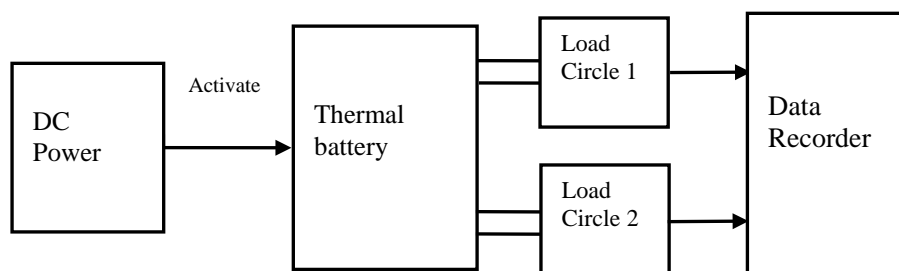 DC
Power
Activate
Thermal
battery
Load
Circle 1
Load
Circle 2
Data
Recorder